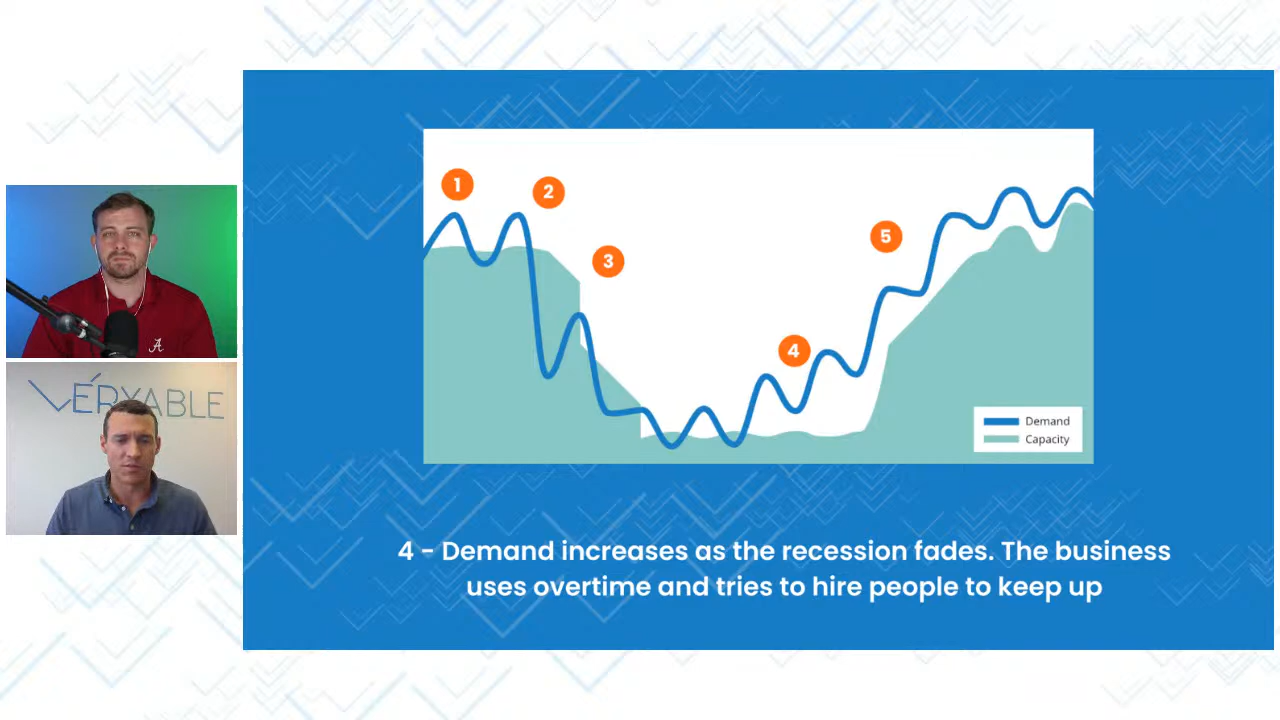 1
2
3
4
5
Demand
Capacity
4 - Demand increases as the recession fades. The business
uses overtime and tries to hire people to keep up
VERYABLE
A